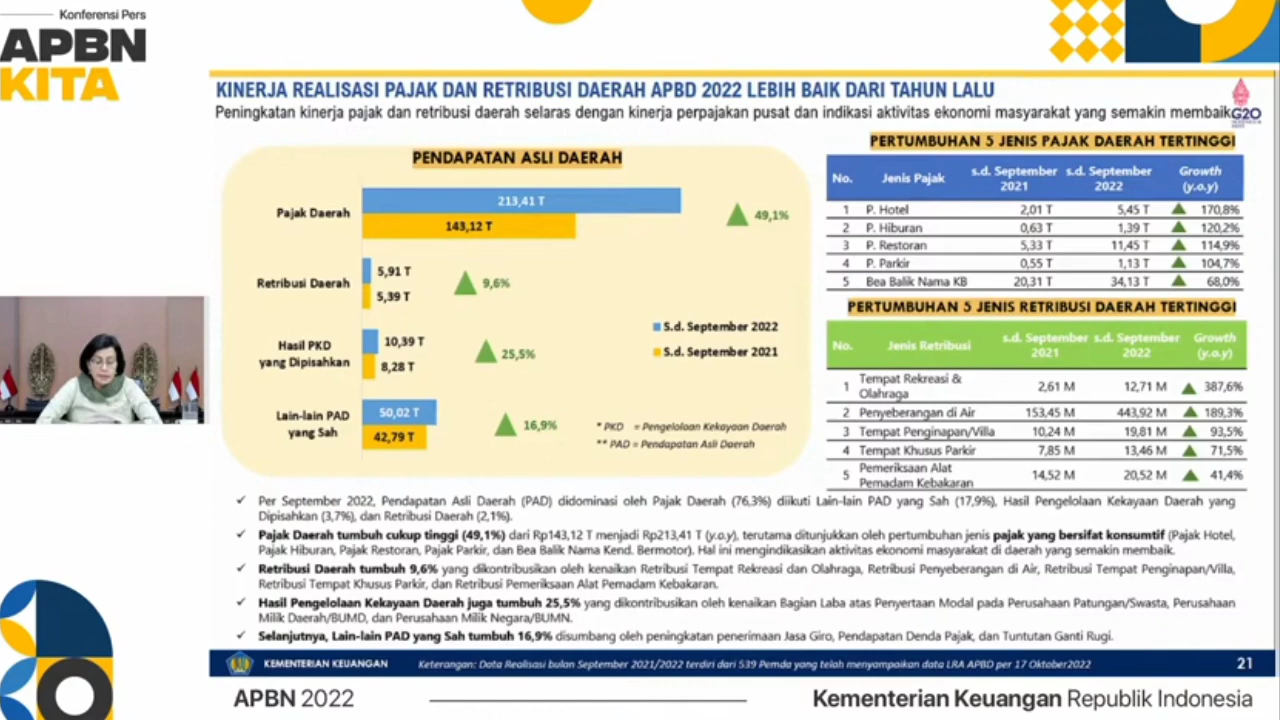 Konferensi Pers
APBN
KITA
KINERJA REALISASI PAJAK DAN RETRIBUSI DAERAH APBD 2022 LEBIH BAIK DARI TAHUN LALU
Peningkatan kinerja pajak dan retribusi daerah selaras dengan kinerja perpajakan pusat dan indikasi aktivitas ekonomi masyarakat yang semakin membaik
G20
PENDAPATAN ASLI DAERAH
Pajak Daerah
213,41 T
143,12 T
49,1%
Retribusi Daerah
5,91 T
5,39 T
9,6%
Hasil PKD
yang Dipisahkan
10,39 T
8,28 T
25,5%
Lain-lain PAD
yang Sah
50,02 T
42,79 T
16,9%
S.d. September 2022
S.d. September 2021
* PKD = Pengelolaan Kekayaan Daerah
** PAD = Pendapatan Asli Daerah
PERTUMBUHAN 5 JENIS PAJAK DAERAH TERTINGGI
No. Jenis Pajak s.d. September 2021 s.d. September 2022 Growth (y.o.y)
1 P. Hotel 2,01 T 5,45 T 170,8%
2 P. Hiburan 0,63 T 1,39 T 120,2%
3 P. Restoran 5,33 T 11,45 T 114,9%
4 P. Parkir 0,55 T 1,13 T 104,7%
5 Bea Balik Nama KB 20,31 T 34,13 T 68,0%
PERTUMBUHAN 5 JENIS RETRIBUSI DAERAH TERTINGGI
No. Jenis Retribusi s.d. September 2021 s.d. September 2022 Growth (y.o.y)
1 Tempat Rekreasi & Olahraga 2,61 M 12,71 M 387,6%
2 Penyeberangan di Air 153,45 M 443,92 M 189,3%
3 Tempat Penginapan/Villa 10,24 M 19,81 M 93,5%
4 Tempat Khusus Parkir 7,85 M 13,46 M 71,5%
5 Pemeriksaan Alat Pemadam Kebakaran 14,52 M 20,52 M 41,4%
✓ Per September 2022, Pendapatan Asli Daerah (PAD) didominasi oleh Pajak Daerah (76,3%) diikuti Lain-lain PAD yang Sah (17,9%), Hasil Pengelolaan Kekayaan Daerah yang
Dipisahkan (3,7%), dan Retribusi Daerah (2,1%).
✓ Pajak Daerah tumbuh cukup tinggi (49,1%) dari Rp143,12 T menjadi Rp213,41 T (y.o.y), terutama ditunjukkan oleh pertumbuhan jenis pajak yang bersifat konsumtif (Pajak Hotel,
Pajak Hiburan, Pajak Restoran, Pajak Parkir, dan Bea Balik Nama Kend. Bermotor). Hal ini mengindikasikan aktivitas ekonomi masyarakat di daerah yang semakin membaik.
✓ Retribusi Daerah tumbuh 9,6% yang dikontribusikan oleh kenaikan Retribusi Tempat Rekreasi dan Olahraga, Retribusi Penyeberangan di Air, Retribusi Tempat Penginapan/Villa,
Retribusi Tempat Khusus Parkir, dan Retribusi Pemeriksaan Alat Pemadam Kebakaran.
✓ Hasil Pengelolaan Kekayaan Daerah juga tumbuh 25,5% yang dikontribusikan oleh kenaikan Bagian Laba atas Penyertaan Modal pada Perusahaan Patungan/Swasta, Perusahaan
Milik Daerah/BUMD, dan Perusahaan Milik Negara/BUMN.
✓ Selanjutnya, Lain-lain PAD yang Sah tumbuh 16,9% disumbang oleh peningkatan penerimaan Jasa Giro, Pendapatan Denda Pajak, dan Tuntutan Ganti Rugi.
KEMENTERIAN KEUANGAN
Keterangan: Data Realisasi bulan September 2021/2022 terdiri dari 539 Pemda yang telah menyampaikan data LRA APBD per 17 Oktober2022
21
APBN 2022
Kementerian Keuangan Republik Indonesia